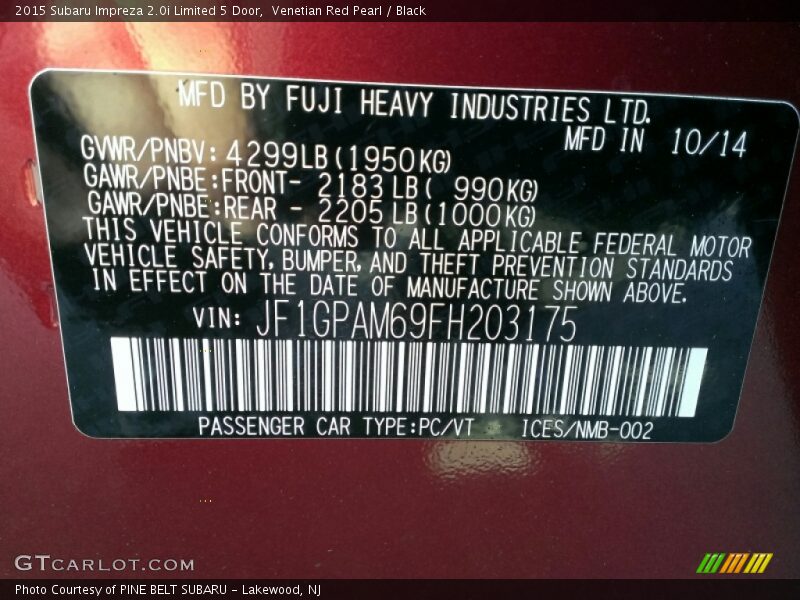 2015 Subaru Impreza 2.0i Limited 5 Door,  Venetian Red Pearl / Black
MFD BY FUJI HEAVY INDUSTRIES LTD.
MFD IN 10/14
GVWR/PNBV: 4299LB(1950KG)
GAWR/PNBE:FRONT- 2183LB( 990KG)
GAWR/PNBE:REAR - 2205LB(1000KG)
THIS VEHICLE CONFORMS TO ALL APPLICABLE FEDERAL MOTOR
VEHICLE SAFETY, BUMPER, AND THEFT PREVENTION STANDARDS
IN EFFECT ON THE DATE OF MANUFACTURE SHOWN ABOVE.
VIN: JF1GPAM69FH203175
PASSENGER CAR TYPE:PC/VT ICES/NMB-002
GTCARLOT.COM
Photo Courtesy of PINE BELT SUBARU - Lakewood, NJ